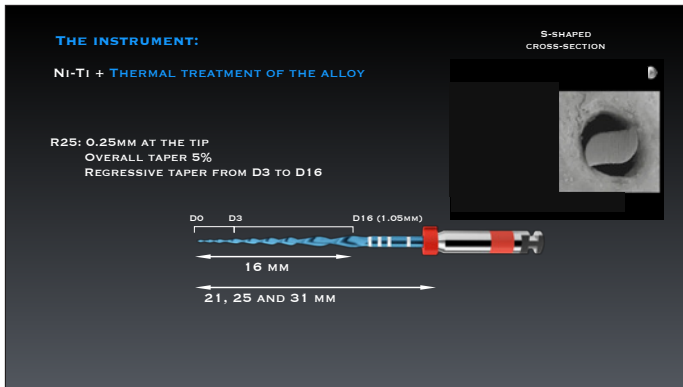 The instrument:
S-shaped
cross-section
Ni-Ti + Thermal treatment of the alloy
R25: 0.25mm at the tip
Overall taper 5%
Regressive taper from D3 to D16
D0 D3 D16 (1.05mm)
16 mm
21, 25 and 31 mm